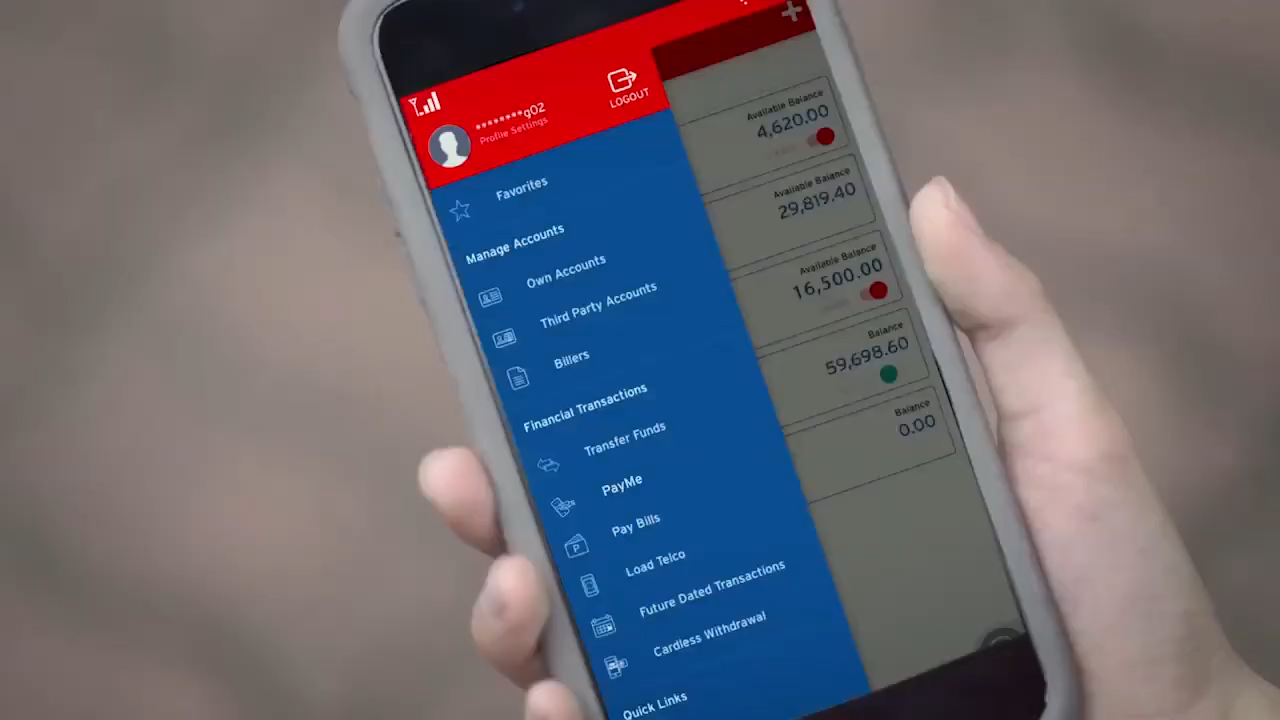 ********g02
Profile Settings
LOGOUT
Favorites
Manage Accounts
Own Accounts
Third Party Accounts
Billers
Financial Transactions
Transfer Funds
PayMe
Pay Bills
Load Telco
Future Dated Transactions
Cardless Withdrawal
Quick Links
Available Balance
4,620.00
Available Balance
29,819.40
Available Balance
16,500.00
Balance
59,698.60
Balance
0.00